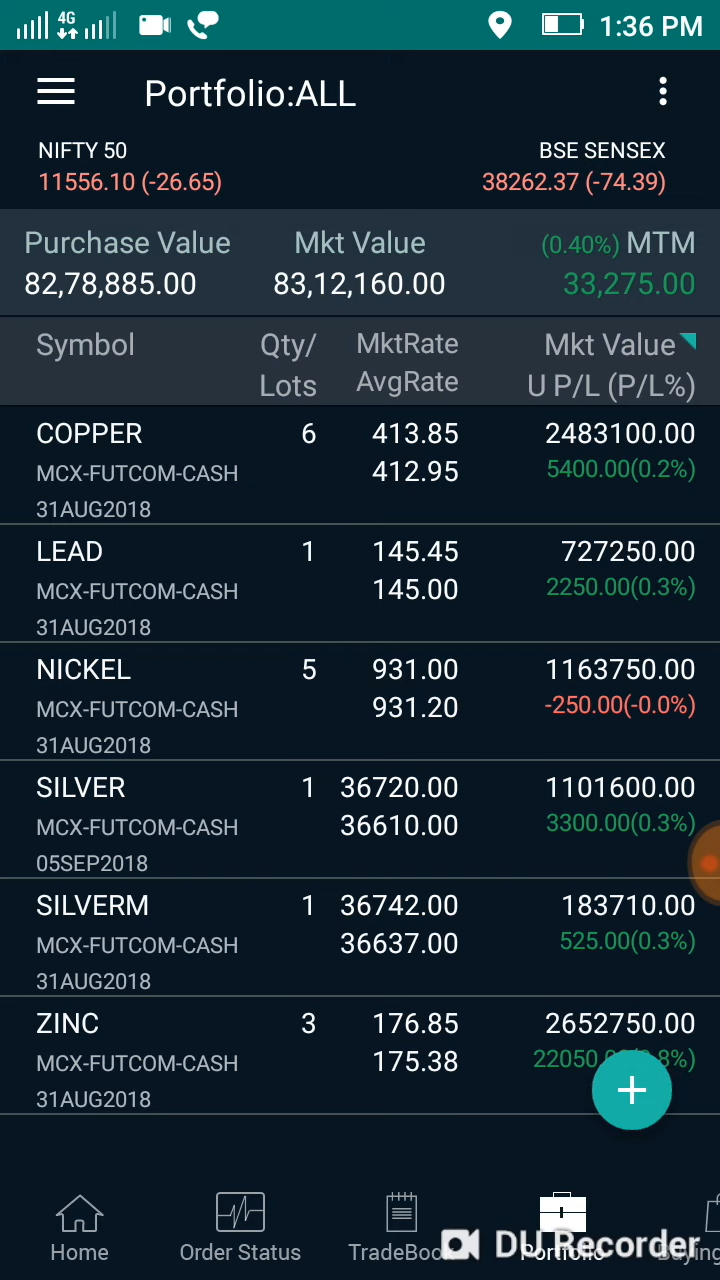 4G 1:36 PM
Portfolio:ALL
NIFTY 50 BSE SENSEX
11556.10 (-26.65) 38262.37 (-74.39)
Purchase Value Mkt Value (0.40%) MTM
82,78,885.00 83,12,160.00 33,275.00
Symbol Qty/ MktRate Mkt Value
Lots AvgRate U P/L (P/L%)
COPPER 6 413.85 2483100.00
MCX-FUTCOM-CASH 412.95 5400.00(0.2%)
31AUG2018
LEAD 1 145.45 727250.00
MCX-FUTCOM-CASH 145.00 2250.00(0.3%)
31AUG2018
NICKEL 5 931.00 1163750.00
MCX-FUTCOM-CASH 931.20 -250.00(-0.0%)
31AUG2018
SILVER 1 36720.00 1101600.00
MCX-FUTCOM-CASH 36610.00 3300.00(0.3%)
05SEP2018
SILVERM 1 36742.00 183710.00
MCX-FUTCOM-CASH 36637.00 525.00(0.3%)
31AUG2018
ZINC 3 176.85 2652750.00
MCX-FUTCOM-CASH 175.38
31AUG2018
+
DU Recorder
Home Order Status TradeBook Portfolio